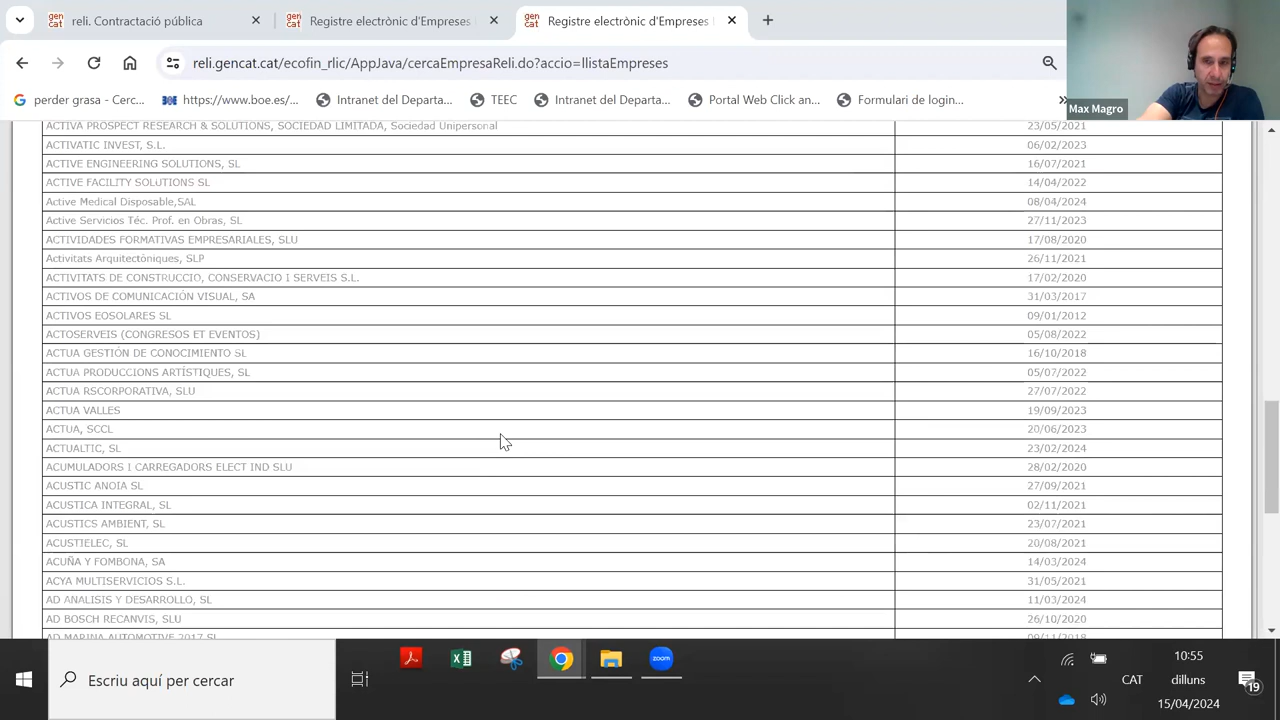 reli. Contractació pública
Registre electrònic d'Empreses
Registre electrònic d'Empreses
reli.gencat.cat/ecofin_rlic/AppJava/cercaEmpresaReli.do?accio=llistaEmpreses
perder grasa - Cerc... https://www.boe.es/... Intranet del Departa... TEEC Intranet del Departa... Portal Web Click an... Formulari de login...
Max Magro
ACTIVA PROSPECT RESEARCH & SOLUTIONS, SOCIEDAD LIMITADA, Sociedad Unipersonal 23/05/2021
ACTIVATIC INVEST, S.L. 06/02/2023
ACTIVE ENGINEERING SOLUTIONS, SL 16/07/2021
ACTIVE FACILITY SOLUTIONS SL 14/04/2022
Active Medical Disposable,SAL 08/04/2024
Active Servicios Téc. Prof. en Obras, SL 27/11/2023
ACTIVIDADES FORMATIVAS EMPRESARIALES, SLU 17/08/2020
Activitats Arquitectòniques, SLP 26/11/2021
ACTIVITATS DE CONSTRUCCIO, CONSERVACIO I SERVEIS S.L. 17/02/2020
ACTIVOS DE COMUNICACIÓN VISUAL, SA 31/03/2017
ACTIVOS EOSOLARES SL 09/01/2012
ACTOSERVEIS (CONGRESOS ET EVENTOS) 05/08/2022
ACTUA GESTIÓN DE CONOCIMIENTO SL 16/10/2018
ACTUA PRODUCCIONS ARTÍSTIQUES, SL 05/07/2022
ACTUA RSCORPORATIVA, SLU 27/07/2022
ACTUA VALLES 19/09/2023
ACTUA, SCCL 20/06/2023
ACTUALTIC, SL 23/02/2024
ACUMULADORS I CARREGADORS ELECT IND SLU 28/02/2020
ACUSTIC ANOIA SL 27/09/2021
ACUSTICA INTEGRAL, SL 02/11/2021
ACUSTICS AMBIENT, SL 23/07/2021
ACUSTIELEC, SL 20/08/2021
ACUÑA Y FOMBONA, SA 14/03/2024
ACYA MULTISERVICIOS S.L. 31/05/2021
AD ANALISIS Y DESARROLLO, SL 11/03/2024
AD BOSCH RECANVIS, SLU 26/10/2020
AD MARINA AUTOMOTIVE 2017 SL 09/11/2018
Escriu aquí per cercar
zoom
CAT
10:55
dilluns
15/04/2024
19